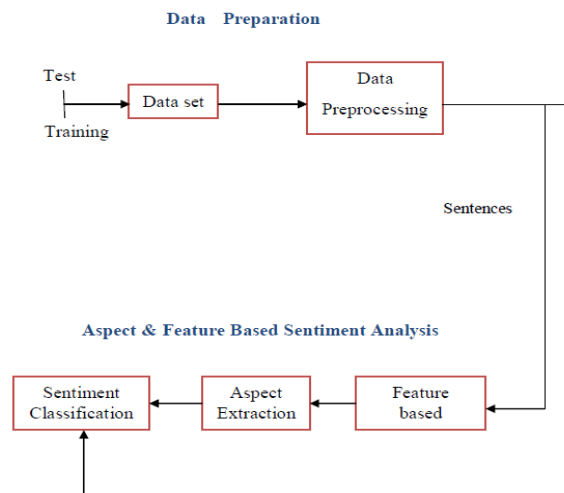 Data Preparation
Test
Training
Data set
Data
Preprocessing
Sentences
Aspect & Feature Based Sentiment Analysis
Sentiment
Classification
Aspect
Extraction
Feature
based